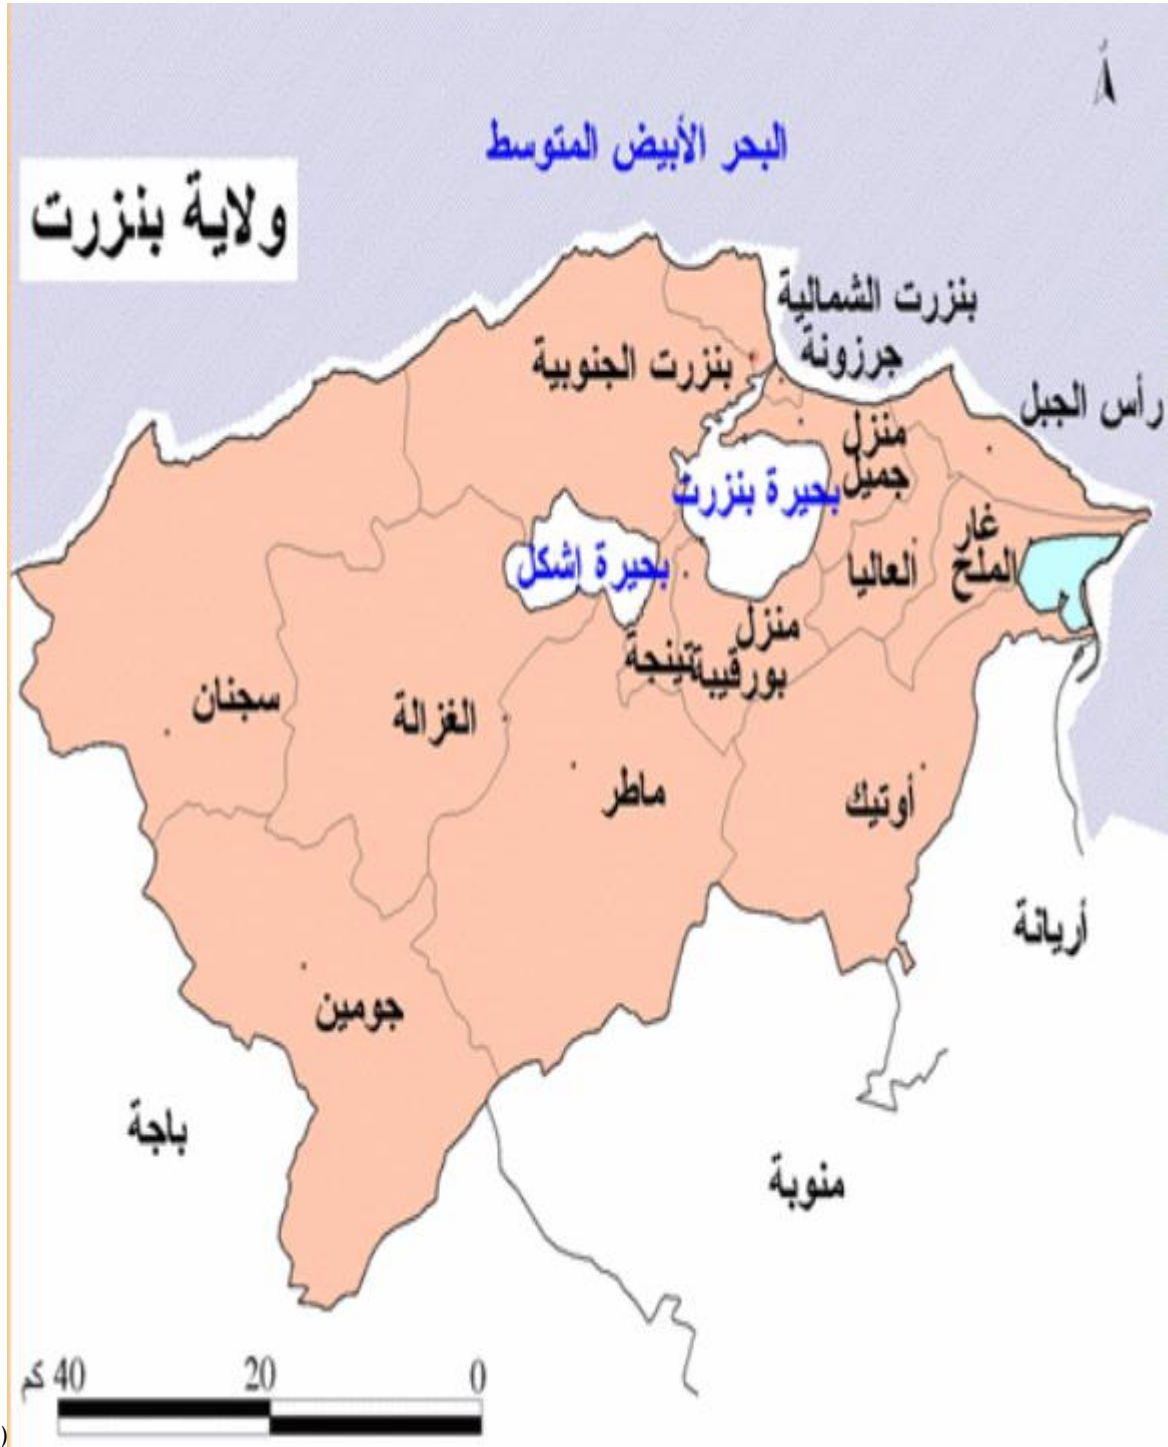 البحر الأبيض المتوسط
ولاية بنزرت
بنزرت الشمالية
جرزونة
بنزرت الجنوبية
رأس الجبل
منزل
جميل
بحيرة بنزرت
غار
الملح
العاليا
بحيرة اشكل
منزل
بورقيبة
تينجة
سجنان
الغزالة
ماطر
أوتيك
أريانة
جومين
باجة
منوبة
0 20 40 كم
)